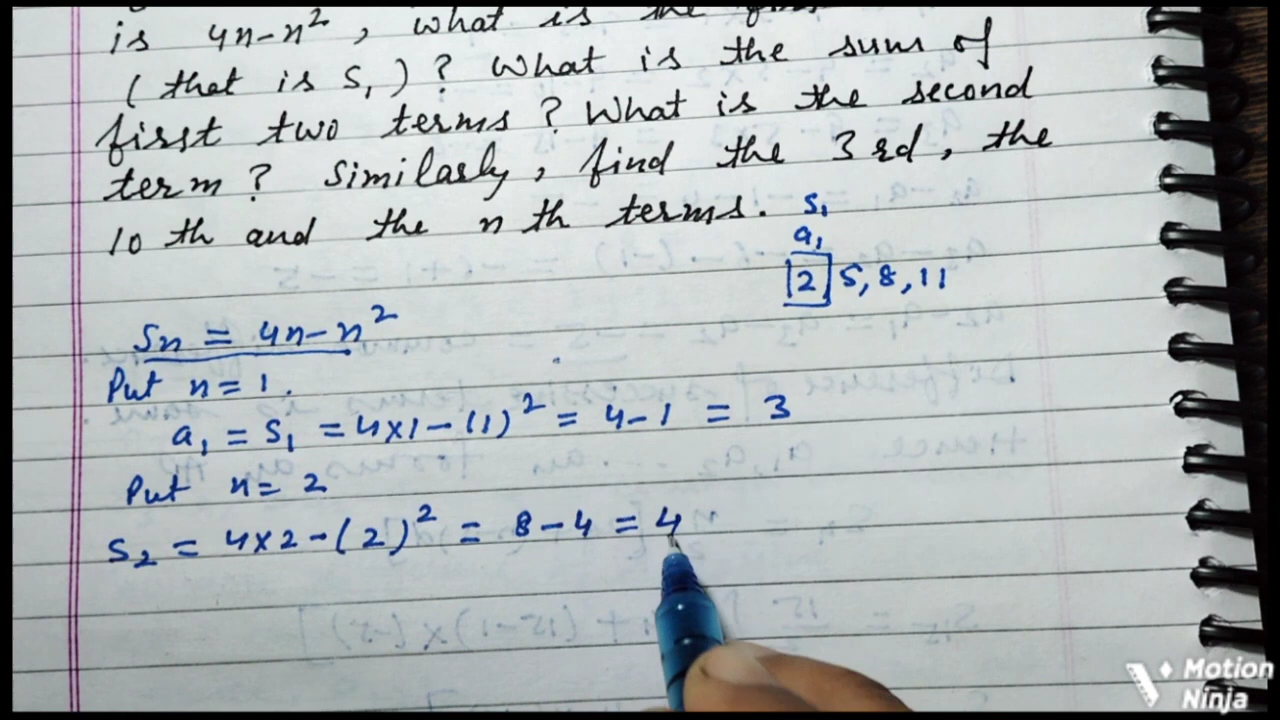 is 4n-n², what is the
(that is S₁)? What is the sum of
first two terms? What is the second
term? Similarly, find the 3rd, the
10th and the nth terms.
S₁
a₁
2 5, 8, 11
Sn = 4n-n²
Put n=1.
a₁ = S₁ = 4×1-(1)² = 4-1 = 3
Put n=2
S₂ = 4×2-(2)² = 8-4 = 4
Motion
Ninja